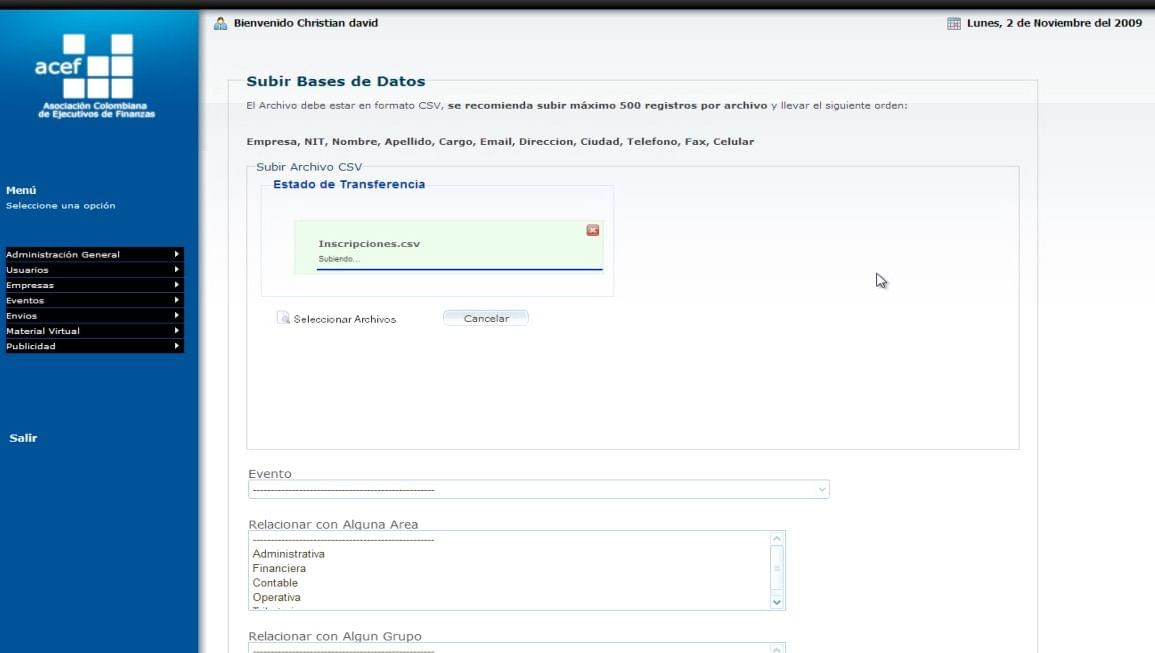 Bienvenido Christian david
Lunes, 2 de Noviembre del 2009
acef
Asociación Colombiana
de Ejecutivos de Finanzas
Menú
Seleccione una opción
Administración General
Usuarios
Empresas
Eventos
Envios
Material Virtual
Publicidad
Salir
Subir Bases de Datos
El Archivo debe estar en formato CSV, se recomienda subir máximo 500 registros por archivo y llevar el siguiente orden:
Empresa, NIT, Nombre, Apellido, Cargo, Email, Direccion, Ciudad, Telefono, Fax, Celular
Subir Archivo CSV
Estado de Transferencia
Inscripciones.csv
Subiendo...
Seleccionar Archivos
Cancelar
Evento
--------------------------------------------------
Relacionar con Alguna Area
--------------------------------------------------
Administrativa
Financiera
Contable
Operativa
Relacionar con Algun Grupo
--------------------------------------------------